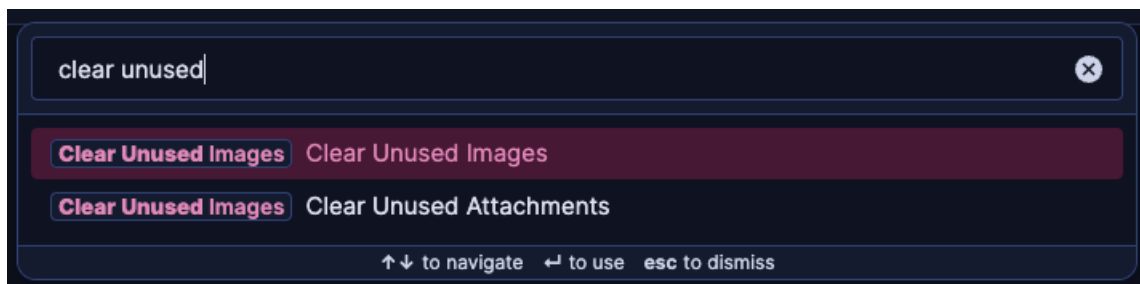 clear unused
Clear Unused Images Clear Unused Images
Clear Unused Images Clear Unused Attachments
↑↓ to navigate ↵ to use esc to dismiss